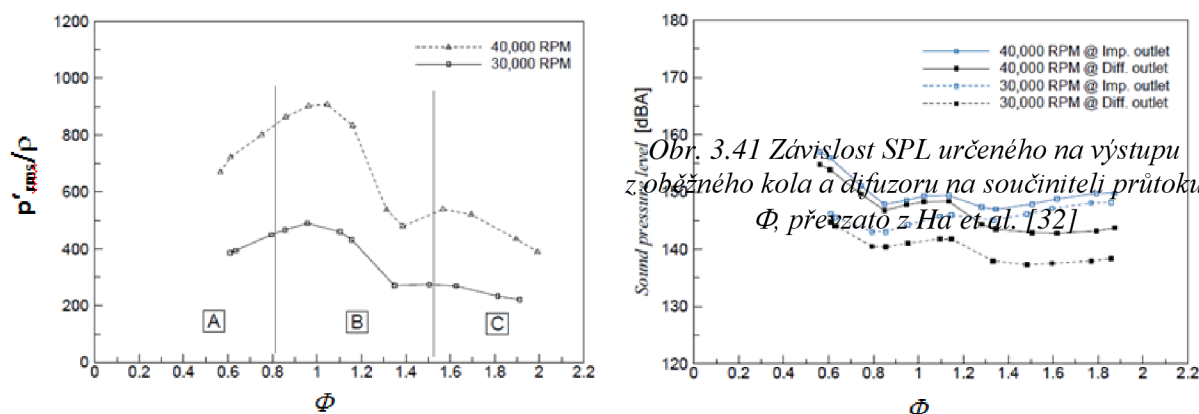 1200
1000
800
600
400
200
0
p'rms/ρ
40,000 RPM
30,000 RPM
A
B
C
0 0.2 0.4 0.6 0.8 1 1.2 1.4 1.6 1.8 2 2.2
Φ
180
170
160
150
140
130
120
Sound pressure level [dBA]
40,000 RPM @ Imp. outlet
40,000 RPM @ Diff. outlet
30,000 RPM @ Imp. outlet
30,000 RPM @ Diff. outlet
Obr. 3.41 Závislost SPL určeného na výstupu
z oběžného kola a difuzoru na součiniteli průtoku
Φ, převzato z Ha et al. [32]
0 0.2 0.4 0.6 0.8 1 1.2 1.4 1.6 1.8 2 2.2
Φ